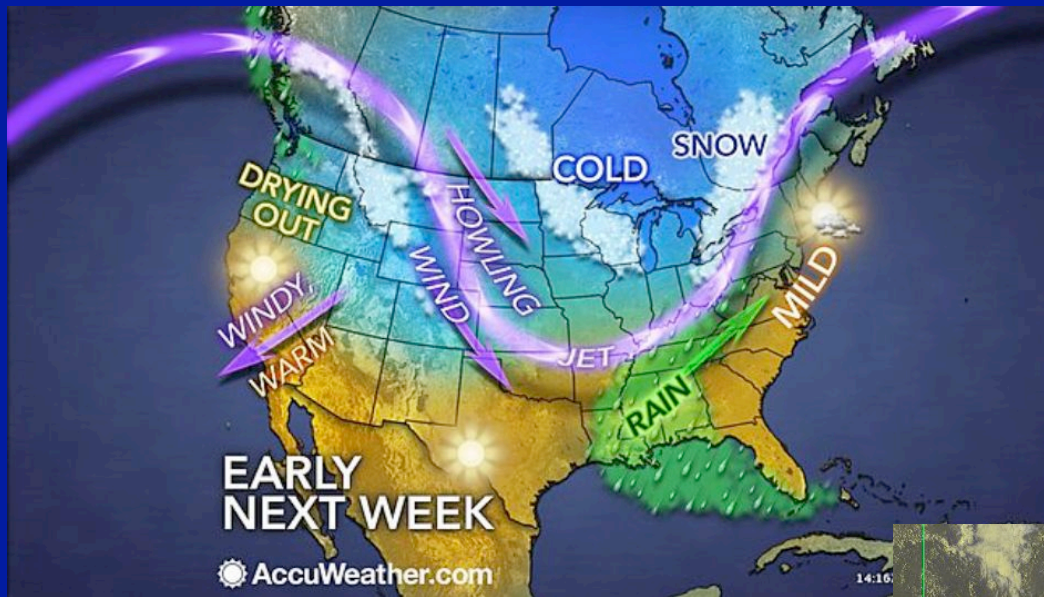 SNOW
COLD
DRYING
OUT
HOWLING
WIND
WINDY,
WARM
MILD
JET
RAIN
EARLY
NEXT WEEK
AccuWeather.com